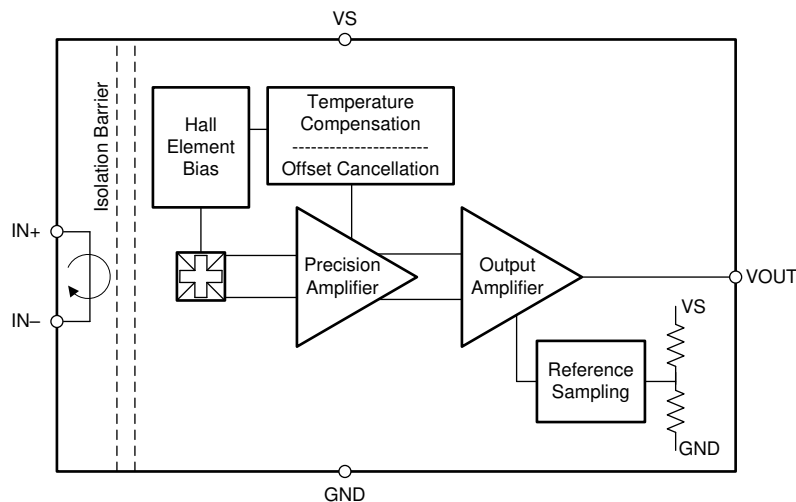 VS
Isolation Barrier
Hall
Element
Bias
Temperature
Compensation
Offset Cancellation
IN+
IN–
Precision
Amplifier
Output
Amplifier
VOUT
VS
Reference
Sampling
GND
GND